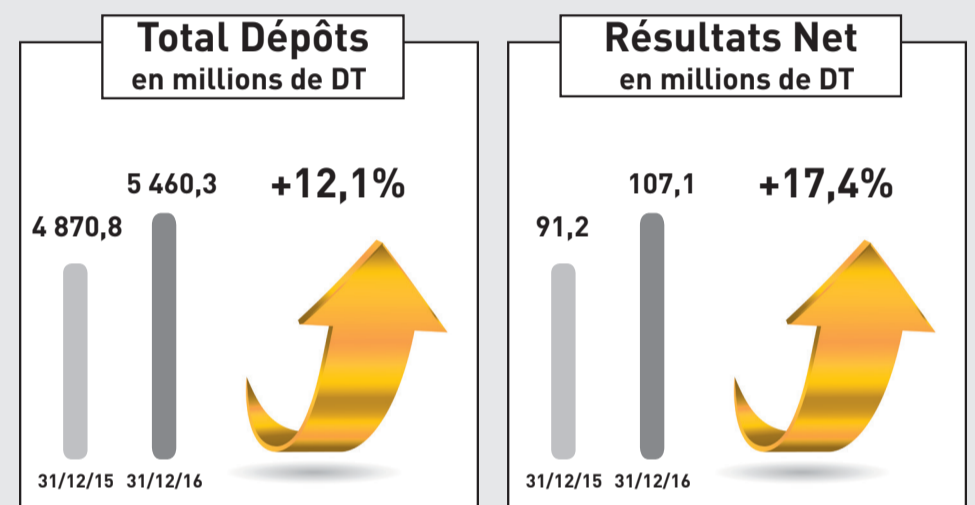 Total Dépôts
en millions de DT
5 460,3
+12,1%
4 870,8
31/12/15 31/12/16
Résultats Net
en millions de DT
107,1
+17,4%
91,2
31/12/15 31/12/16